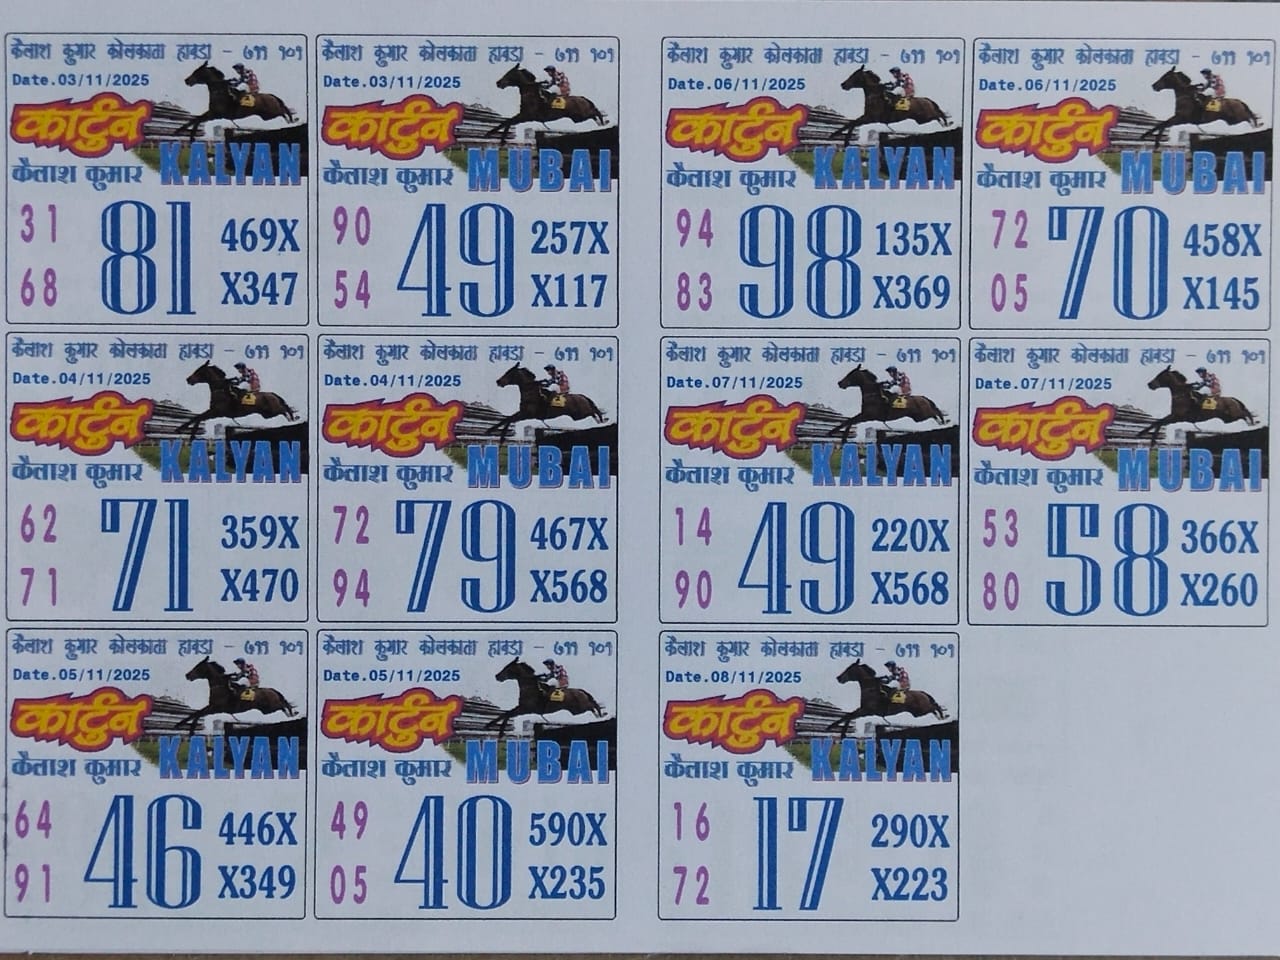 कैलाश कुमार कोलकाता हावडा - ७११ १०१
Date.03/11/2025
कार्टुन
कैलाश कुमार KALYAN
31 81 469X
68 X347
कैलाश कुमार कोलकाता हावडा - ७११ १०१
Date.03/11/2025
कार्टुन
कैलाश कुमार MUBAI
90 49 257X
54 X117
कैलाश कुमार कोलकाता हावडा - ७११ १०१
Date.06/11/2025
कार्टुन
कैलाश कुमार KALYAN
94 98 135X
83 X369
कैलाश कुमार कोलकाता हावडा - ७११ १०१
Date.06/11/2025
कार्टुन
कैलाश कुमार MUBAI
72 70 458X
05 X145
कैलाश कुमार कोलकाता हावडा - ७११ १०१
Date.04/11/2025
कार्टुन
कैलाश कुमार KALYAN
62 71 359X
71 X470
कैलाश कुमार कोलकाता हावडा - ७११ १०१
Date.04/11/2025
कार्टुन
कैलाश कुमार MUBAI
72 79 467X
94 X568
कैलाश कुमार कोलकाता हावडा - ७११ १०१
Date.07/11/2025
कार्टुन
कैलाश कुमार KALYAN
14 49 220X
90 X568
कैलाश कुमार कोलकाता हावडा - ७११ १०१
Date.07/11/2025
कार्टुन
कैलाश कुमार MUBAI
53 58 366X
80 X260
कैलाश कुमार कोलकाता हावडा - ७११ १०१
Date.05/11/2025
कार्टुन
कैलाश कुमार KALYAN
64 46 446X
91 X349
कैलाश कुमार कोलकाता हावडा - ७११ १०१
Date.05/11/2025
कार्टुन
कैलाश कुमार MUBAI
49 40 590X
05 X235
कैलाश कुमार कोलकाता हावडा - ७११ १०१
Date.08/11/2025
कार्टुन
कैलाश कुमार KALYAN
16 17 290X
72 X223